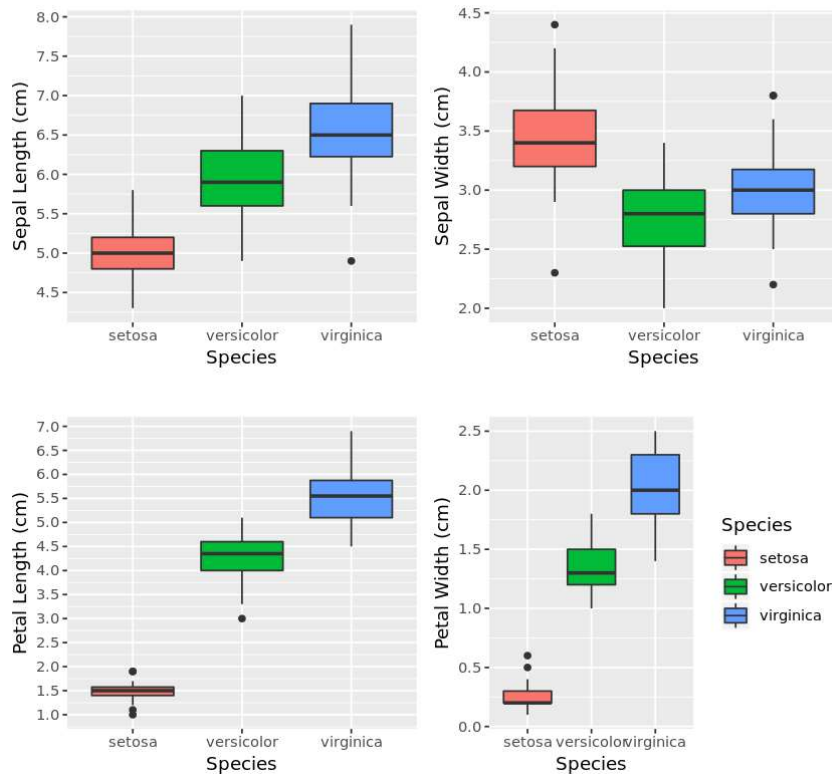 Sepal Length (cm)
8.0
7.5
7.0
6.5
6.0
5.5
5.0
4.5
setosa versicolor virginica
Species
Sepal Width (cm)
4.5
4.0
3.5
3.0
2.5
2.0
setosa versicolor virginica
Species
Petal Length (cm)
7.0
6.5
6.0
5.5
5.0
4.5
4.0
3.5
3.0
2.5
2.0
1.5
1.0
setosa versicolor virginica
Species
Petal Width (cm)
2.5
2.0
1.5
1.0
0.5
0.0
setosa versicolor virginica
Species
Species
setosa
versicolor
virginica